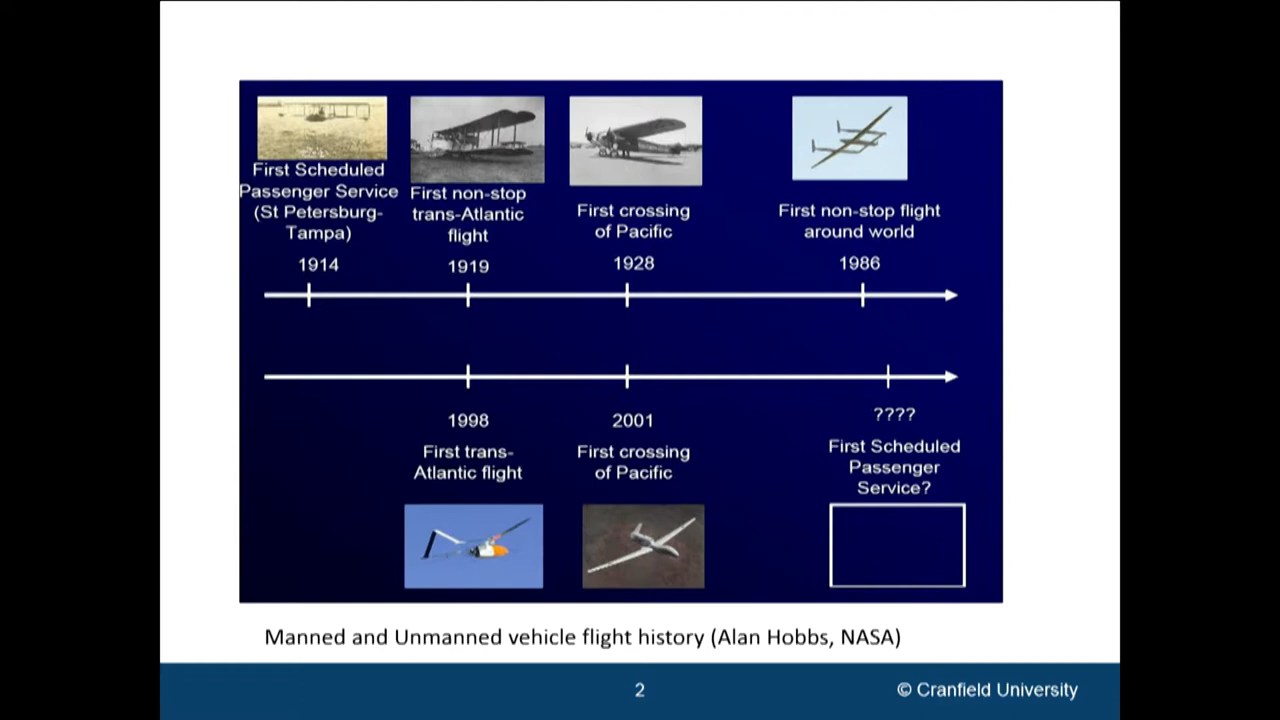 First Scheduled
Passenger Service
(St Petersburg-
Tampa)
1914
First non-stop
trans-Atlantic
flight
1919
First crossing
of Pacific
1928
First non-stop flight
around world
1986
1998
First trans-
Atlantic flight
2001
First crossing
of Pacific
????
First Scheduled
Passenger
Service?
Manned and Unmanned vehicle flight history (Alan Hobbs, NASA)
2
© Cranfield University